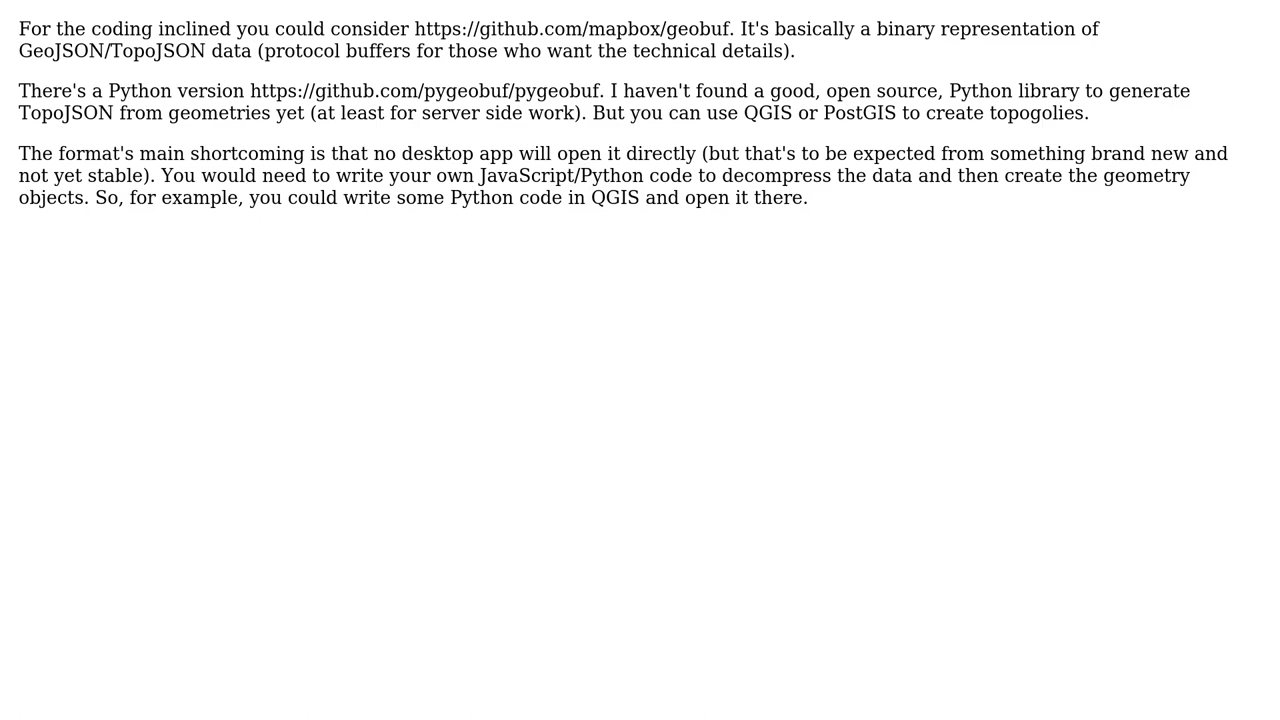 For the coding inclined you could consider https://github.com/mapbox/geobuf. It's basically a binary representation of
GeoJSON/TopoJSON data (protocol buffers for those who want the technical details).
There's a Python version https://github.com/pygeobuf/pygeobuf. I haven't found a good, open source, Python library to generate
TopoJSON from geometries yet (at least for server side work). But you can use QGIS or PostGIS to create topogolies.
The format's main shortcoming is that no desktop app will open it directly (but that's to be expected from something brand new and
not yet stable). You would need to write your own JavaScript/Python code to decompress the data and then create the geometry
objects. So, for example, you could write some Python code in QGIS and open it there.